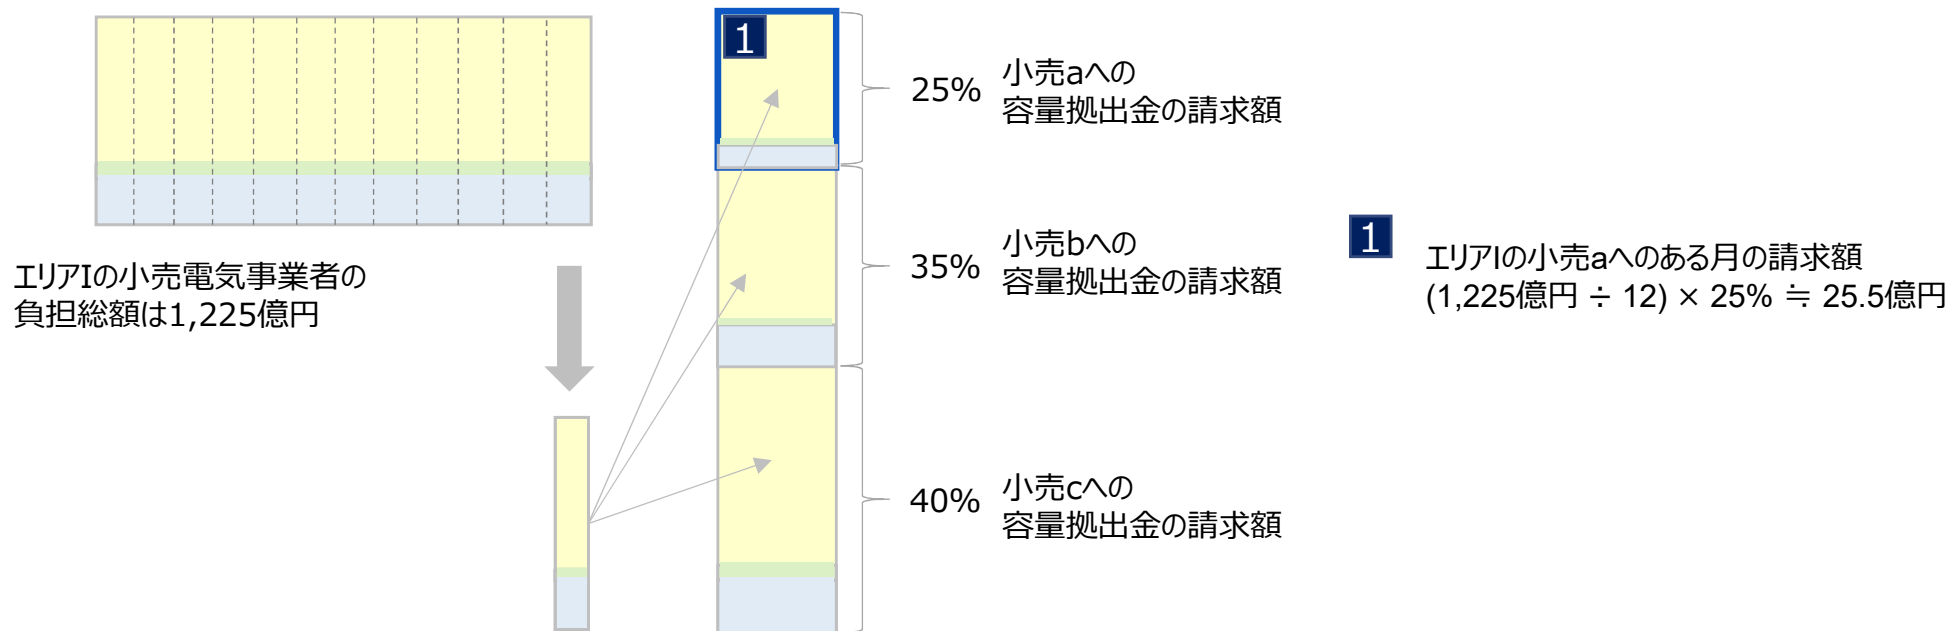 エリアIの小売電気事業者の
負担総額は1,225億円
1
25%
小売aへの
容量拠出金の請求額
35%
小売bへの
容量拠出金の請求額
40%
小売cへの
容量拠出金の請求額
1
エリアIの小売aへのある月の請求額
(1,225億円 ÷ 12) × 25% ≒ 25.5億円